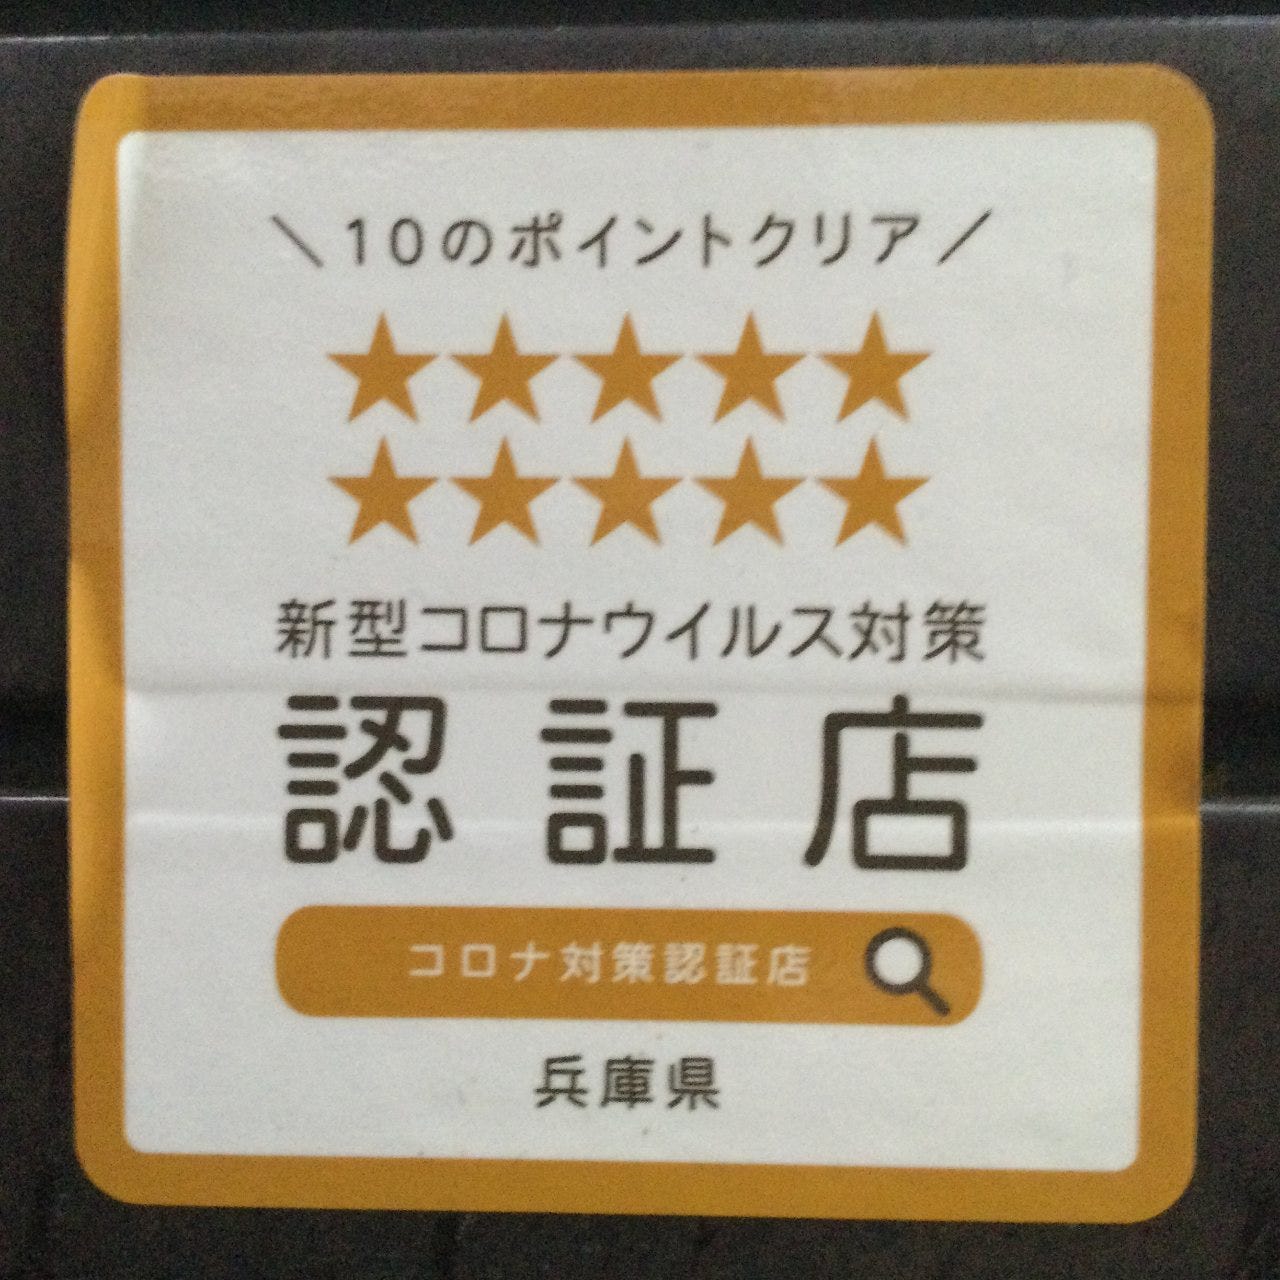 ＼10のポイントクリア／
★★★★★
★★★★★
新型コロナウイルス対策
認証店
コロナ対策認証店
兵庫県